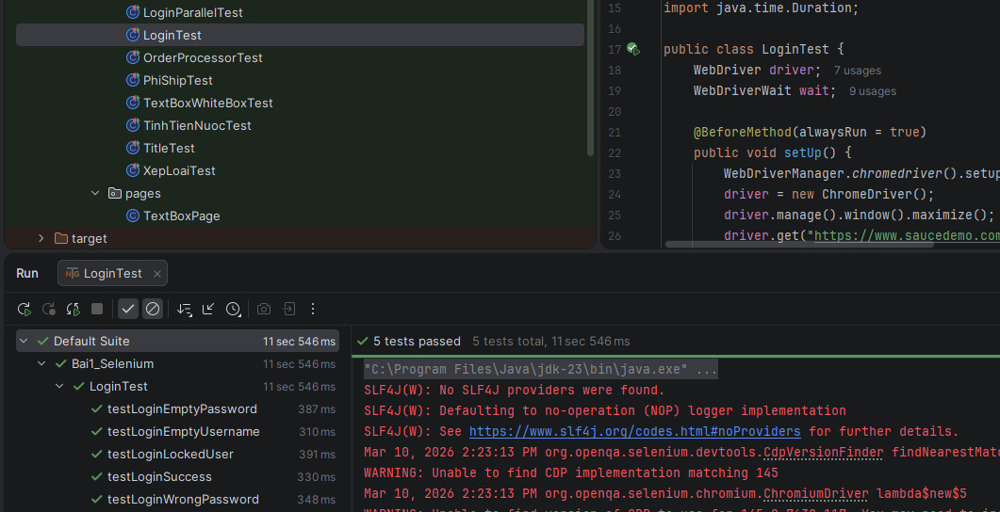 LoginParallelTest
LoginTest
OrderProcessorTest
PhiShipTest
TextBoxWhiteBoxTest
TinhTienNuocTest
TitleTest
XepLoaiTest
pages
TextBoxPage
target
15 import java.time.Duration;
16
17 public class LoginTest {
18 WebDriver driver; 7 usages
19 WebDriverWait wait; 9 usages
20
21 @BeforeMethod(alwaysRun = true)
22 public void setUp() {
23 WebDriverManager.chromedriver().setup
24 driver = new ChromeDriver();
25 driver.manage().window().maximize();
26 driver.get("https://www.saucedemo.com
Run LoginTest
Default Suite 11 sec 546 ms
Bai1_Selenium 11 sec 546 ms
LoginTest 11 sec 546 ms
testLoginEmptyPassword 387 ms
testLoginEmptyUsername 310 ms
testLoginLockedUser 391 ms
testLoginSuccess 330 ms
testLoginWrongPassword 348 ms
5 tests passed 5 tests total, 11 sec 546 ms
"C:\Program Files\Java\jdk-23\bin\java.exe" ...
SLF4J(W): No SLF4J providers were found.
SLF4J(W): Defaulting to no-operation (NOP) logger implementation
SLF4J(W): See https://www.slf4j.org/codes.html#noProviders for further details.
Mar 10, 2026 2:23:13 PM org.openqa.selenium.devtools.CdpVersionFinder findNearestMat
WARNING: Unable to find CDP implementation matching 145
Mar 10, 2026 2:23:13 PM org.openqa.selenium.chromium.ChromiumDriver lambda$new$5